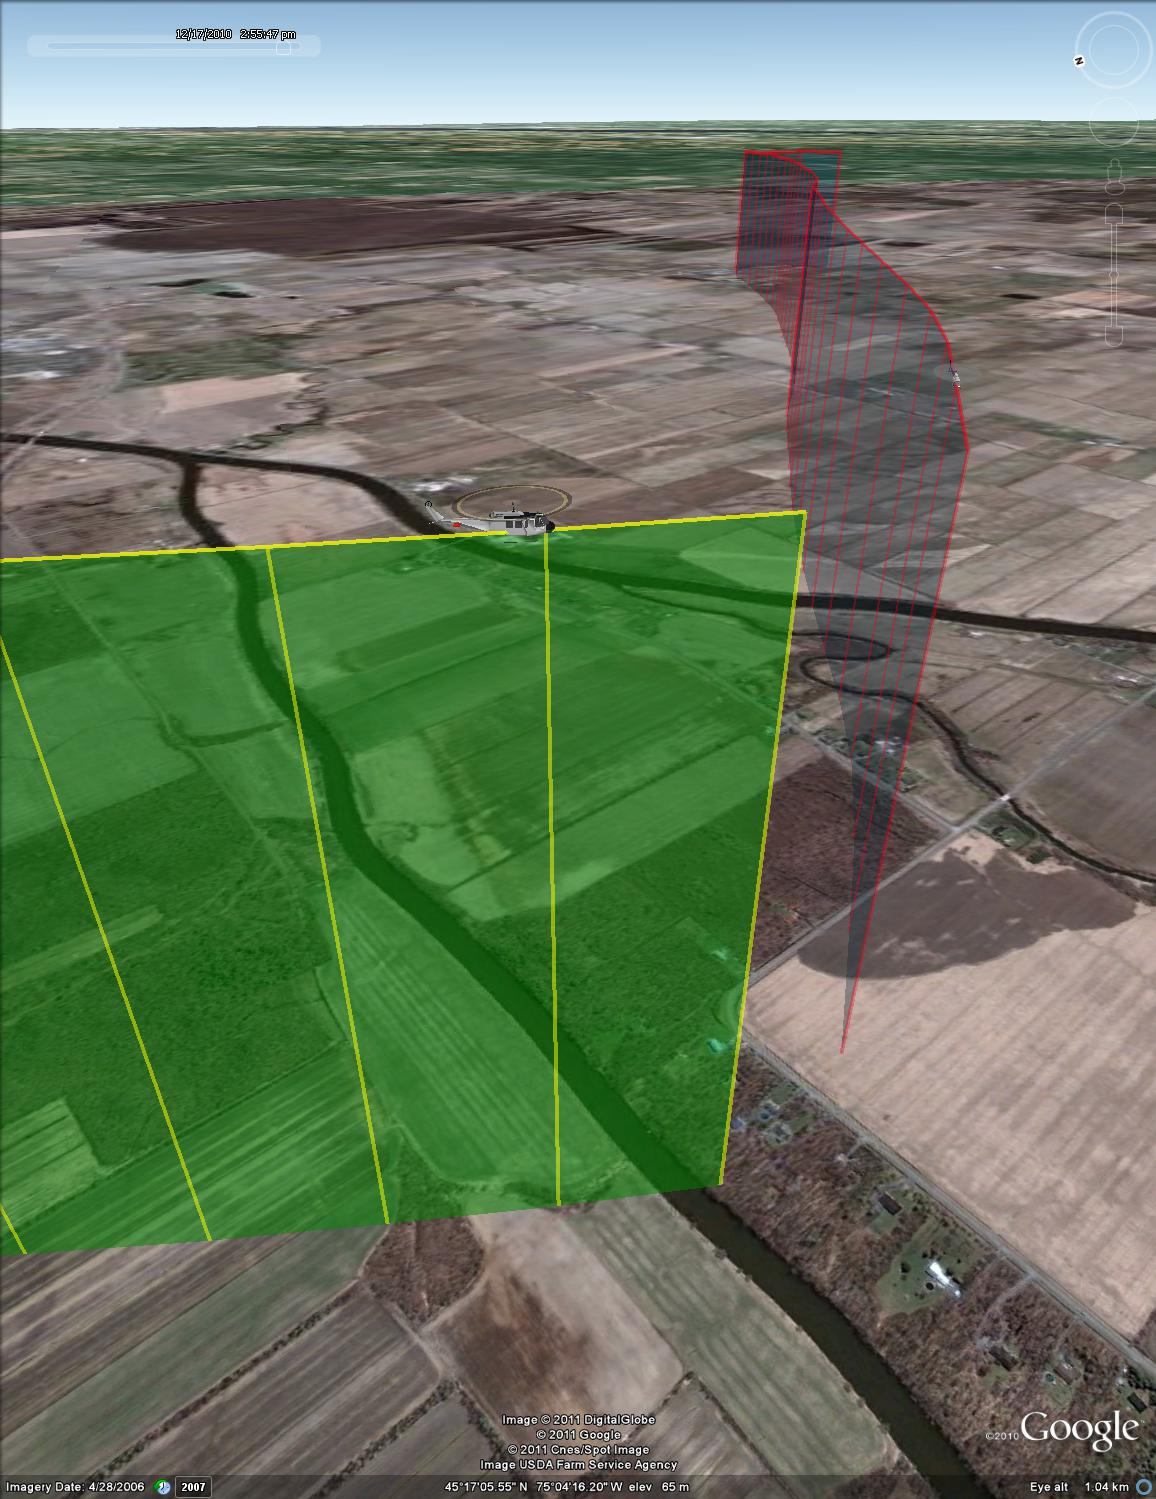 12/17/2010 2:55:47 pm
N
Image © 2011 DigitalGlobe
© 2011 Google
© 2011 Cnes/Spot Image
Image USDA Farm Service Agency
©2010 Google
Imagery Date: 4/28/2006 2007 45°17'05.55" N 75°04'16.20" W elev 65 m Eye alt 1.04 km